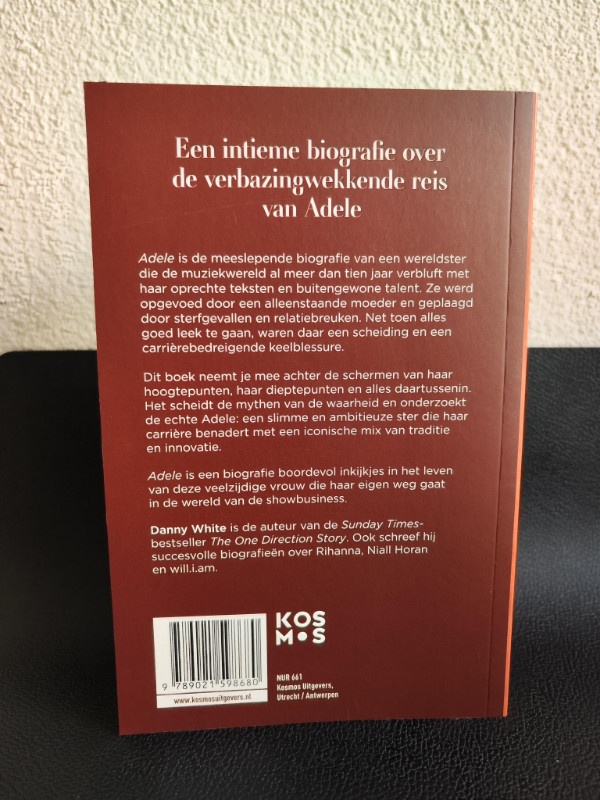 Een intieme biografie over
de verbazingwekkende reis
van Adele
Adele is de meeslepende biografie van een wereldster
die de muziekwereld al meer dan tien jaar verbluft met
haar oprechte teksten en buitengewone talent. Ze werd
opgevoed door een alleenstaande moeder en geplaagd
door sterfgevallen en relatiebreuken. Net toen alles
goed leek te gaan, waren daar een scheiding en een
carrièrebedreigende keelblessure.
Dit boek neemt je mee achter de schermen van haar
hoogtepunten, haar dieptepunten en alles daartussenin.
Het scheidt de mythen van de waarheid en onderzoekt
de echte Adele: een slimme en ambitieuze ster die haar
carrière benadert met een iconische mix van traditie
en innovatie.
Adele is een biografie boordevol inkijkjes in het leven
van deze veelzijdige vrouw die haar eigen weg gaat
in de wereld van de showbusiness.
Danny White is de auteur van de Sunday Times-
bestseller The One Direction Story. Ook schreef hij
succesvolle biografieën over Rihanna, Niall Horan
en will.i.am.
KOS
M•S
9 789021 598680
www.kosmosuitgevers.nl
NUR 661
Kosmos Uitgevers,
Utrecht / Antwerpen